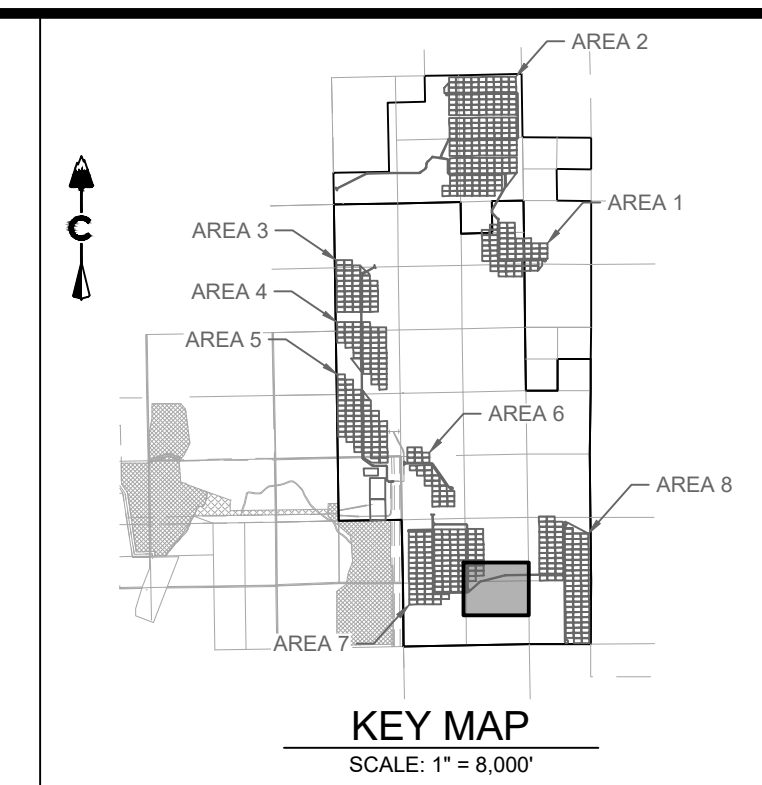 AREA 2
AREA 1
AREA 3
AREA 4
AREA 5
AREA 6
AREA 8
AREA 7
C
KEY MAP
SCALE: 1" = 8,000'